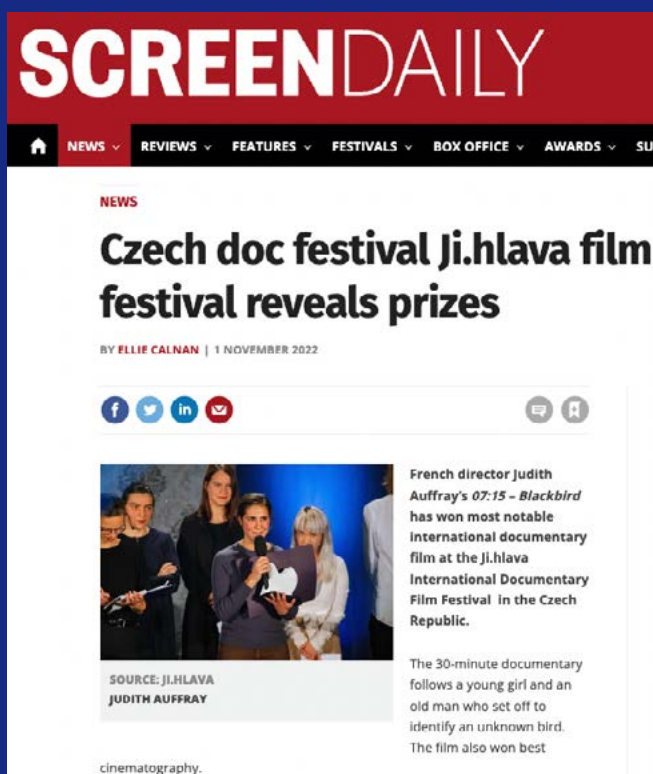 SCREENDAILY
NEWS REVIEWS FEATURES FESTIVALS BOX OFFICE AWARDS SU
NEWS
Czech doc festival Ji.hlava film
festival reveals prizes
BY ELLIE CALNAN | 1 NOVEMBER 2022
f in
French director Judith
Auffray's 07:15 – Blackbird
has won most notable
international documentary
film at the Ji.hlava
International Documentary
Film Festival in the Czech
Republic.
SOURCE: JI.HLAVA
JUDITH AUFFRAY
The 30-minute documentary
follows a young girl and an
old man who set off to
identify an unknown bird.
The film also won best
cinematography.